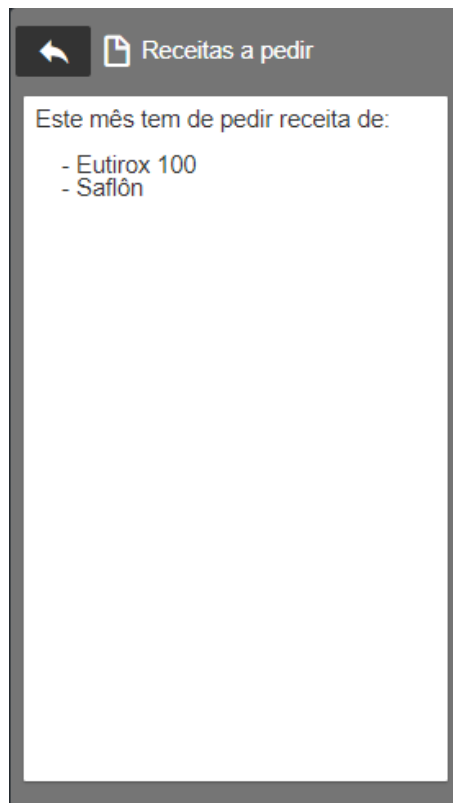 Receitas a pedir
Este mês tem de pedir receita de:
- Eutirox 100
- Saflôn